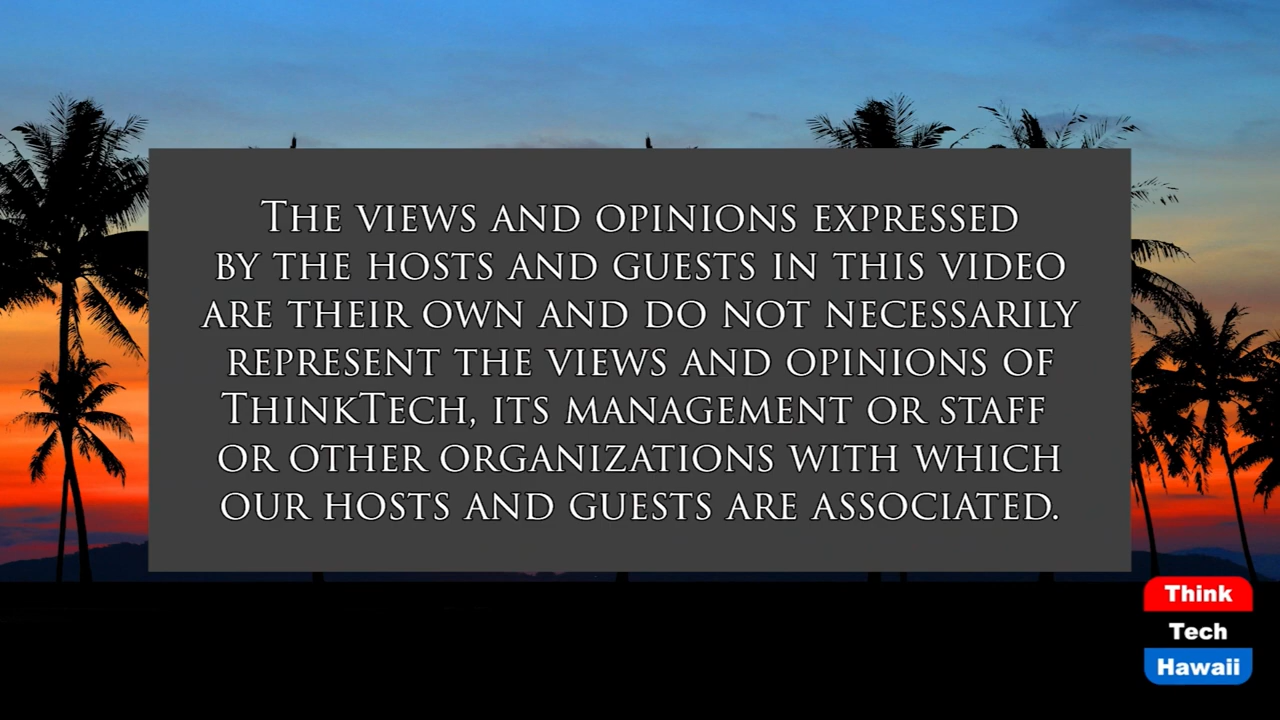 The views and opinions expressed
by the hosts and guests in this video
are their own and do not necessarily
represent the views and opinions of
ThinkTech, its management or staff
or other organizations with which
our hosts and guests are associated.
Think
Tech
Hawaii